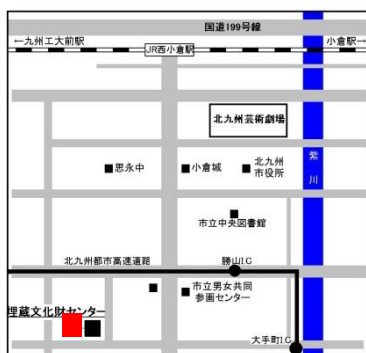 国道199号線
←九州工大前駅
JR西小倉駅
小倉駅→
北九州芸術劇場
紫川
思永中
小倉城
北九州
市役所
市立中央図書館
北九州都市高速道路
勝山I.C
市立男女共同
参画センター
埋蔵文化財センター
大手町I.C